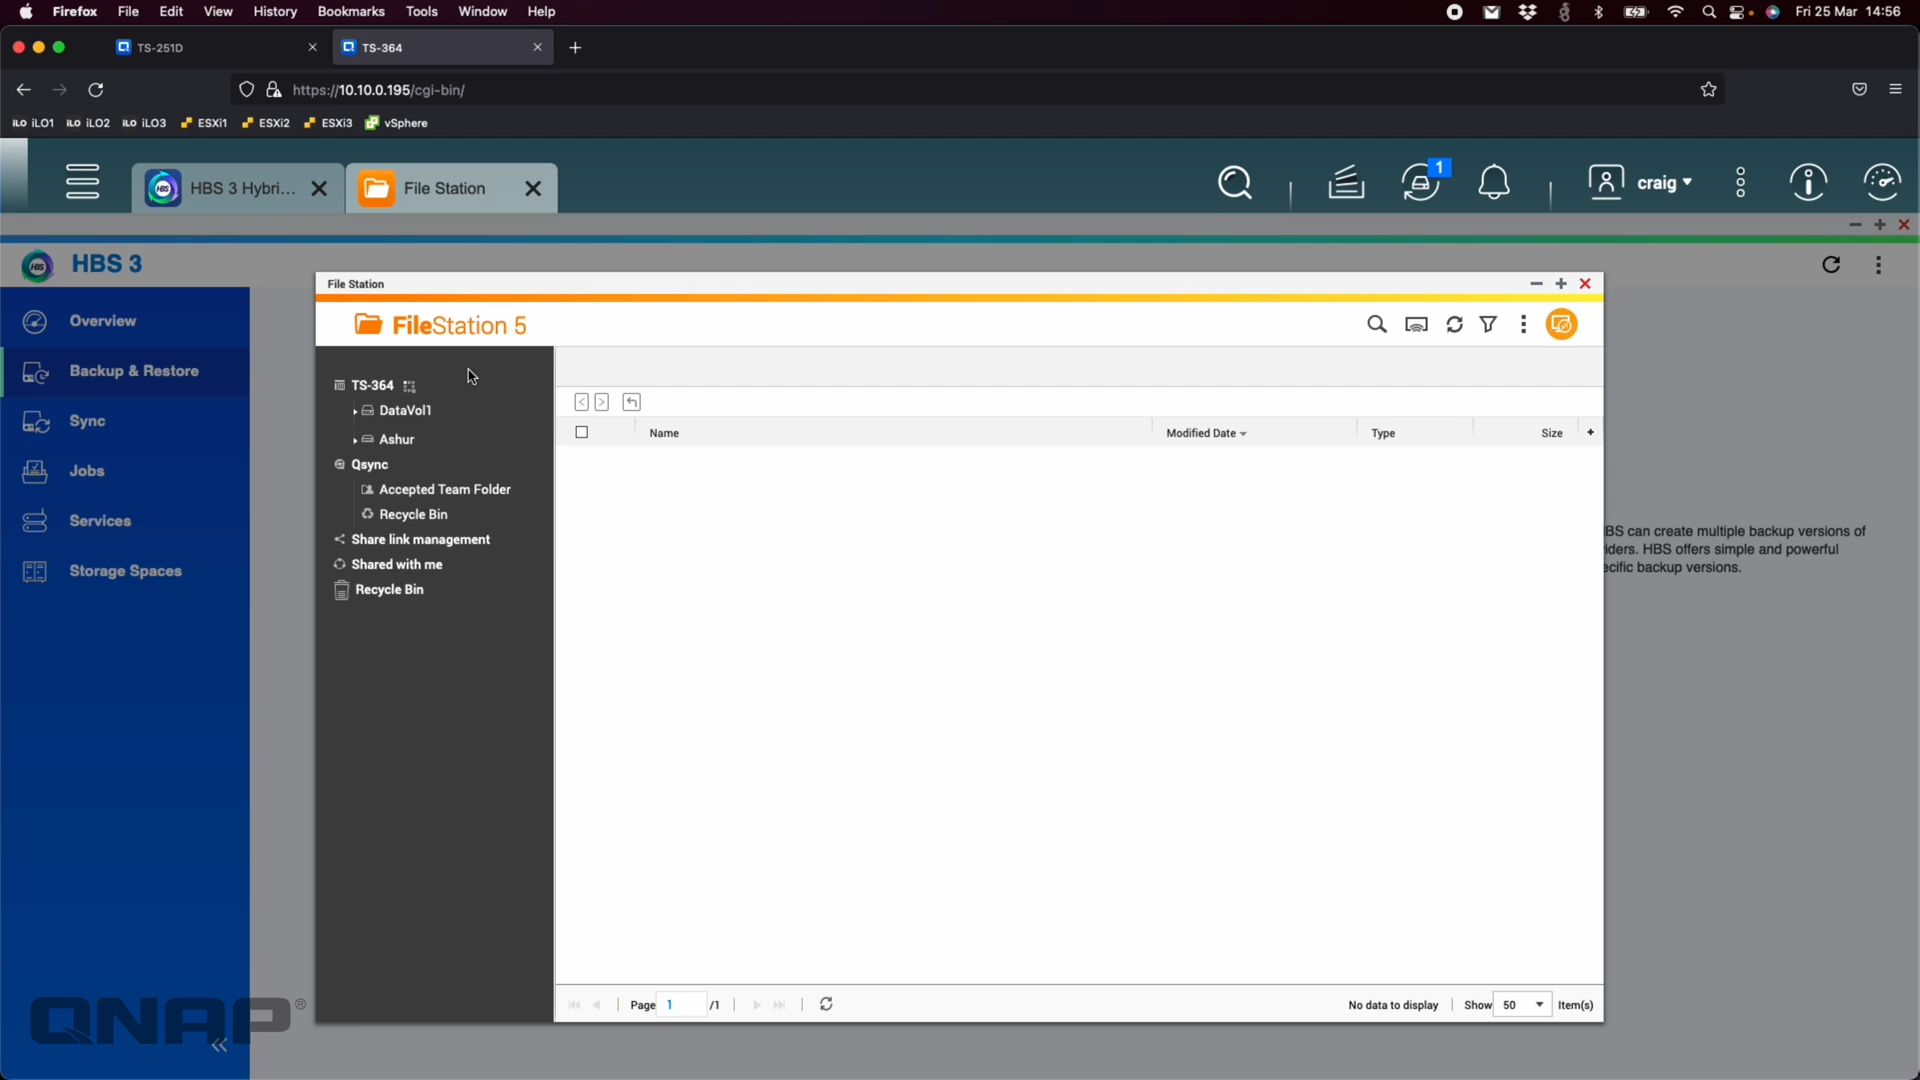 Firefox File Edit View History Bookmarks Tools Window Help Fri 25 Mar 14:56
TS-251D TS-364
https://10.10.0.195/cgi-bin/
iLO iLO1 iLO iLO2 iLO iLO3 ESXi1 ESXi2 ESXi3 vSphere
HBS HBS 3 Hybri... File Station 1 craig
HBS HBS 3
Overview
Backup & Restore
Sync
Jobs
Services
Storage Spaces
File Station
FileStation 5
TS-364
DataVol1
Ashur
Qsync
Accepted Team Folder
Recycle Bin
Share link management
Shared with me
Recycle Bin
Name Modified Date Type Size
BS can create multiple backup versions of
iders. HBS offers simple and powerful
ecific backup versions.
Page 1 /1 No data to display Show 50 Item(s)
QNAP®